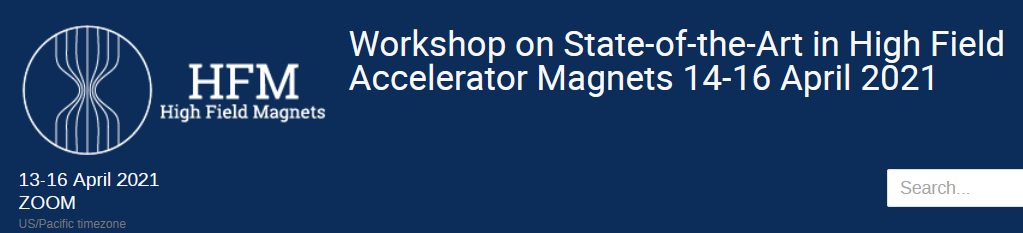 Workshop on State-of-the-Art in High Field
Accelerator Magnets 14-16 April 2021
HFM
High Field Magnets
13-16 April 2021
ZOOM
US/Pacific timezone
Search...